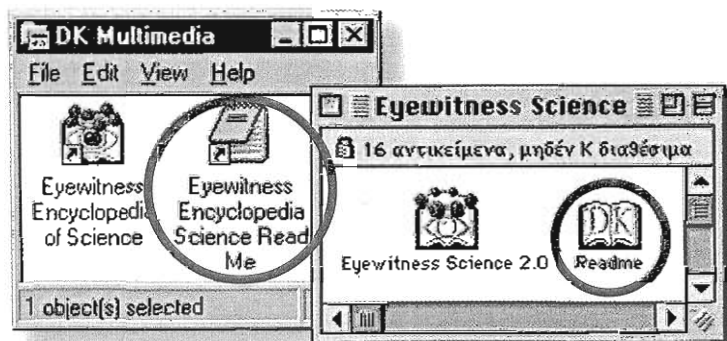 DK Multimedia
File Edit View Help
Eyewitness
Encyclopedia
of Science
Eyewitness
Encyclopedia
Science Read
Me
1 object(s) selected
Eyewitness Science
16 αντικείμενα, μηδέν K διαθέσιμα
Eyewitness Science 2.0
DK
Readme